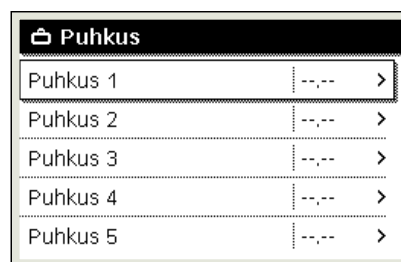 Puhkus
Puhkus 1 --,-- >
Puhkus 2 --,-- >
Puhkus 3 --,-- >
Puhkus 4 --,-- >
Puhkus 5 --,-- >